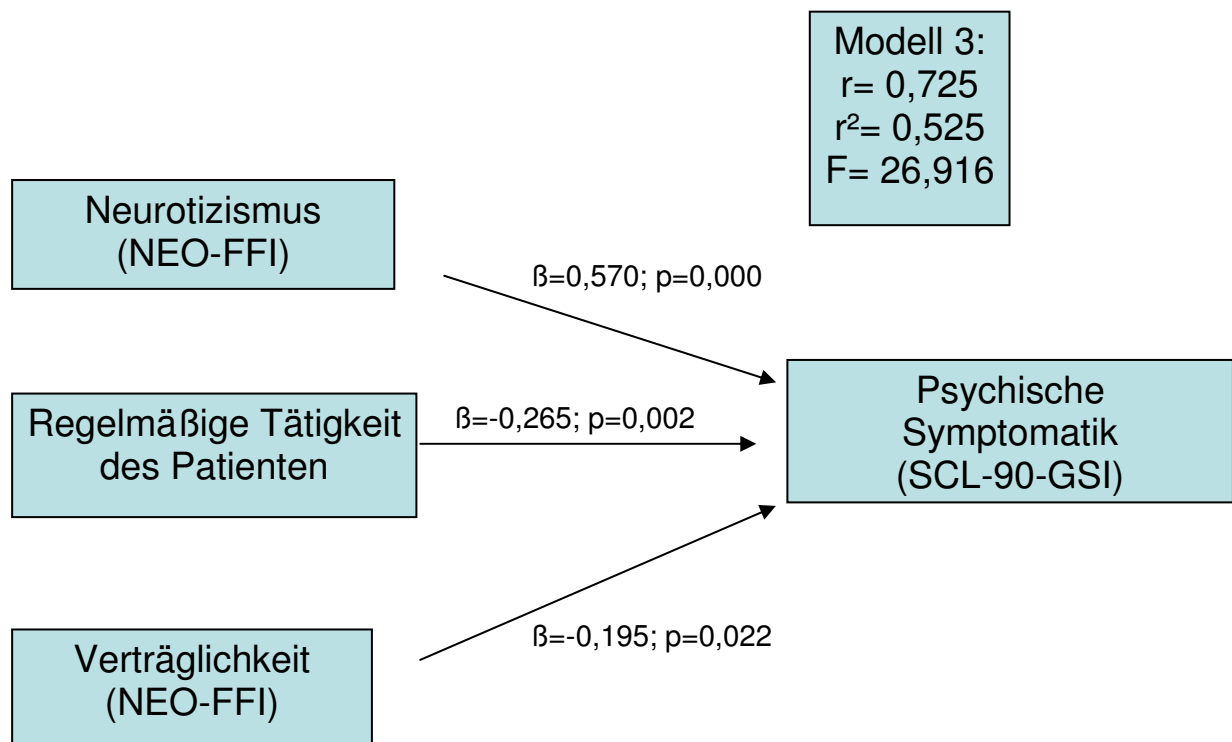 Modell 3:
r= 0,725
r²= 0,525
F= 26,916
Neurotizismus
(NEO-FFI)
ß=0,570; p=0,000
Regelmäßige Tätigkeit
des Patienten
ß=-0,265; p=0,002
Psychische
Symptomatik
(SCL-90-GSI)
ß=-0,195; p=0,022
Verträglichkeit
(NEO-FFI)